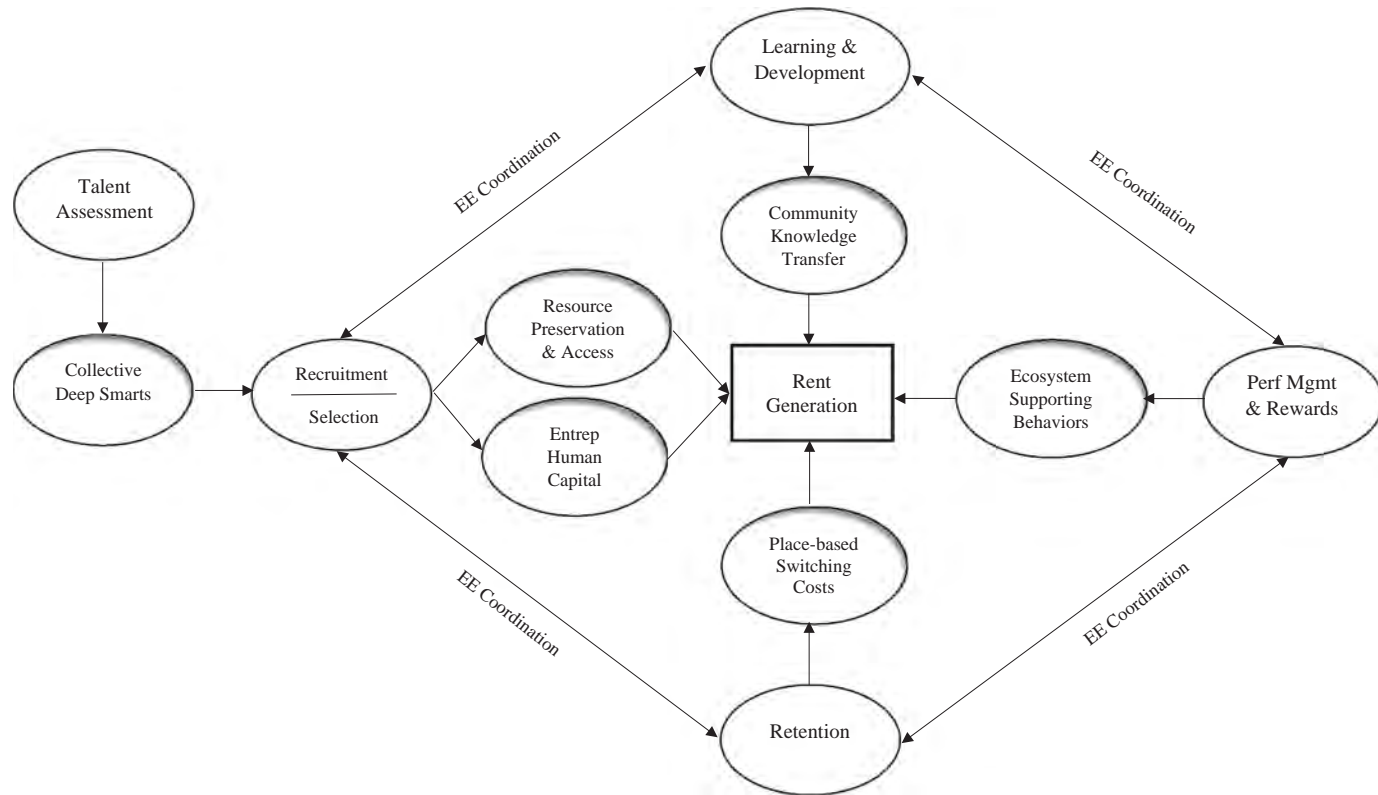 Learning &
Development
EE Coordination
EE Coordination
Talent
Assessment
Community
Knowledge
Transfer
Resource
Preservation
& Access
Collective
Deep Smarts
Recruitment
Selection
Rent
Generation
Ecosystem
Supporting
Behaviors
Perf Mgmt
& Rewards
Entrep
Human
Capital
Place-based
Switching
Costs
EE Coordination
EE Coordination
Retention